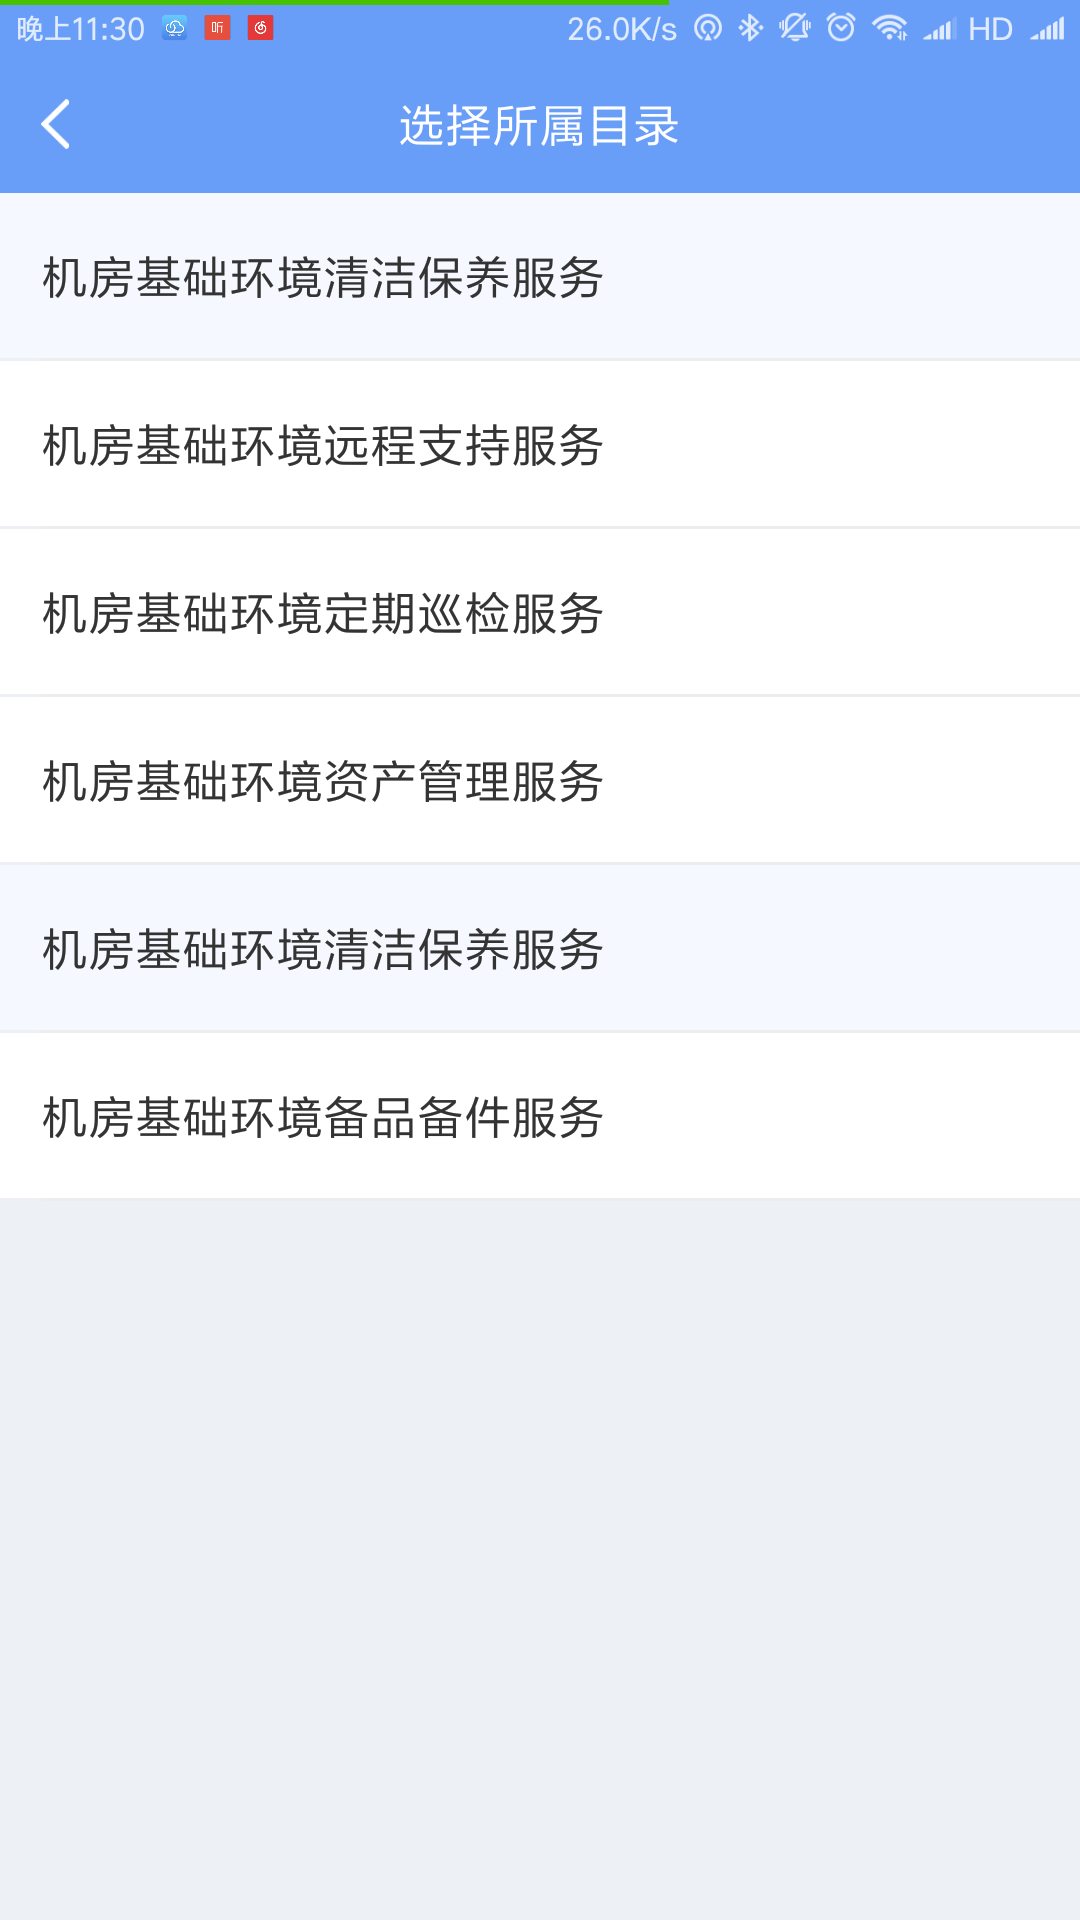 晚上11:30 听 26.0K/s HD
选择所属目录
机房基础环境清洁保养服务
机房基础环境远程支持服务
机房基础环境定期巡检服务
机房基础环境资产管理服务
机房基础环境清洁保养服务
机房基础环境备品备件服务